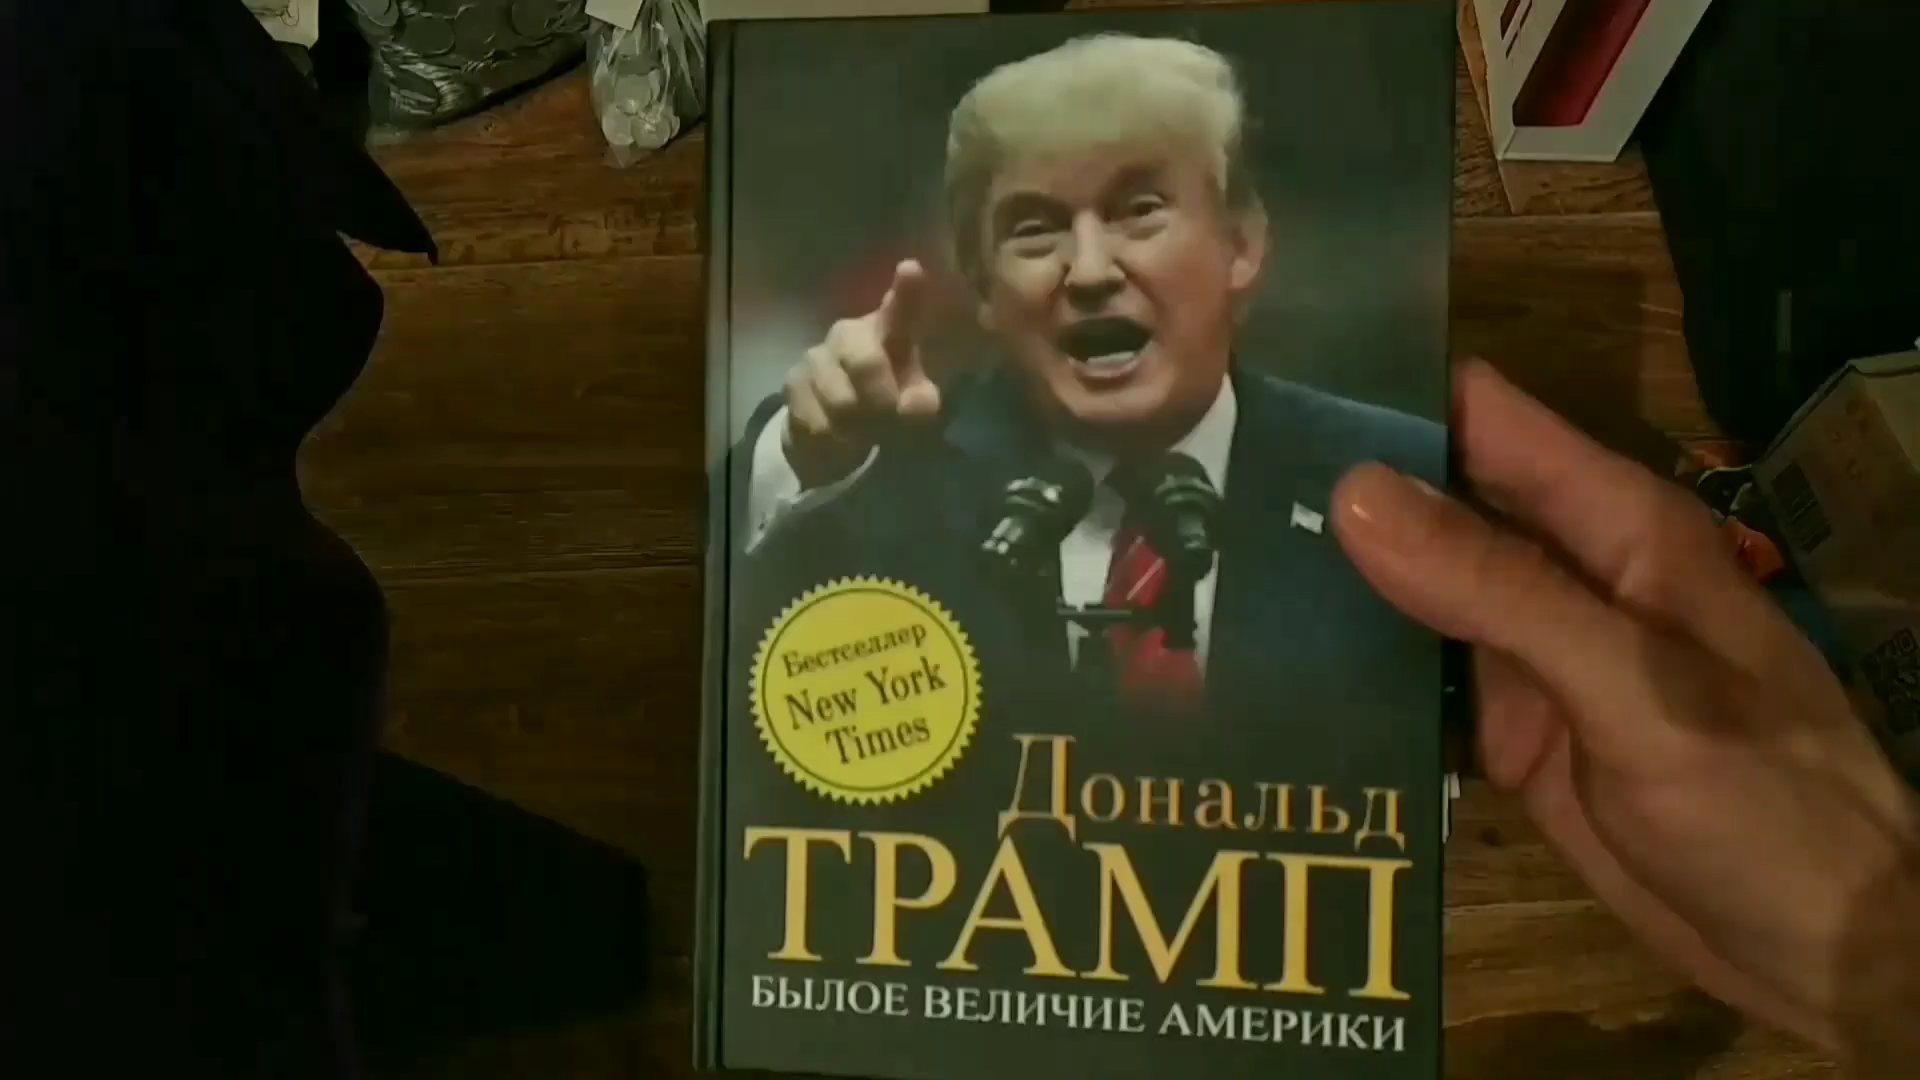 Бестселлер
New York
Times
Дональд
ТРАМП
БЫЛОЕ ВЕЛИЧИЕ АМЕРИКИ